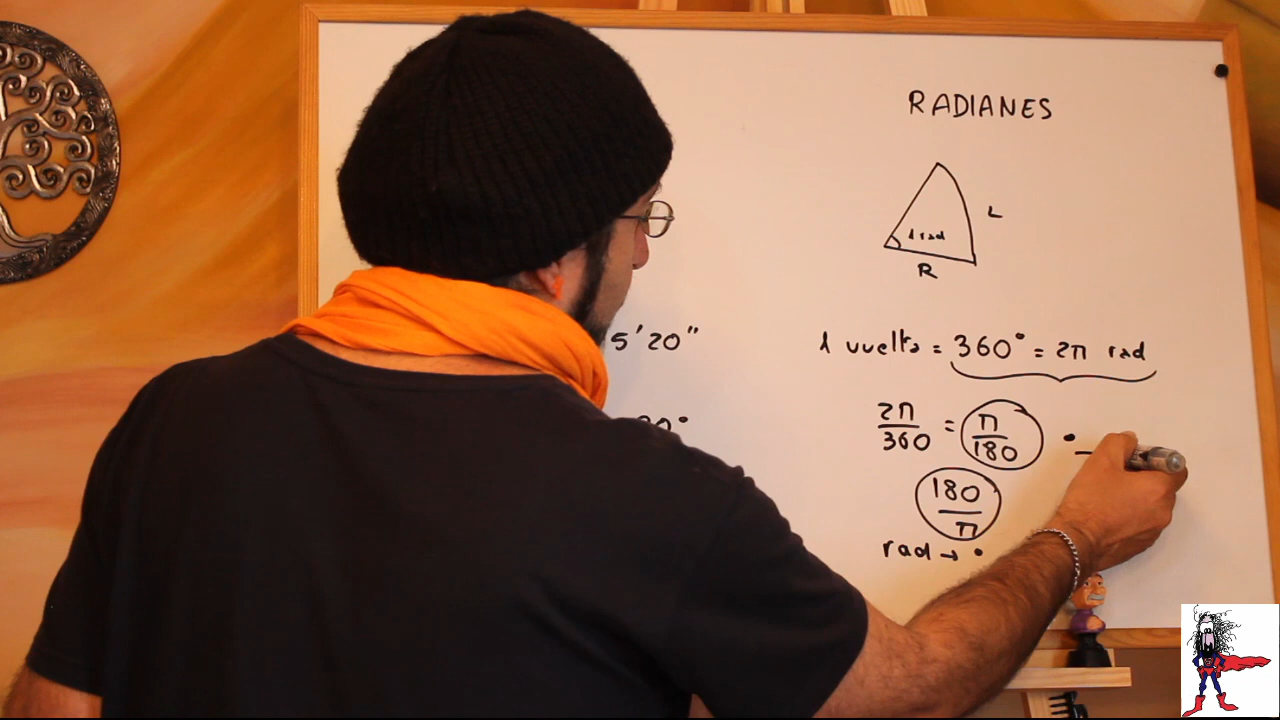 RADIANES
1 rad
L
R
5' 20"
1 vuelta = 360° = 2π rad
2π/360 = π/180
180/π
rad → °